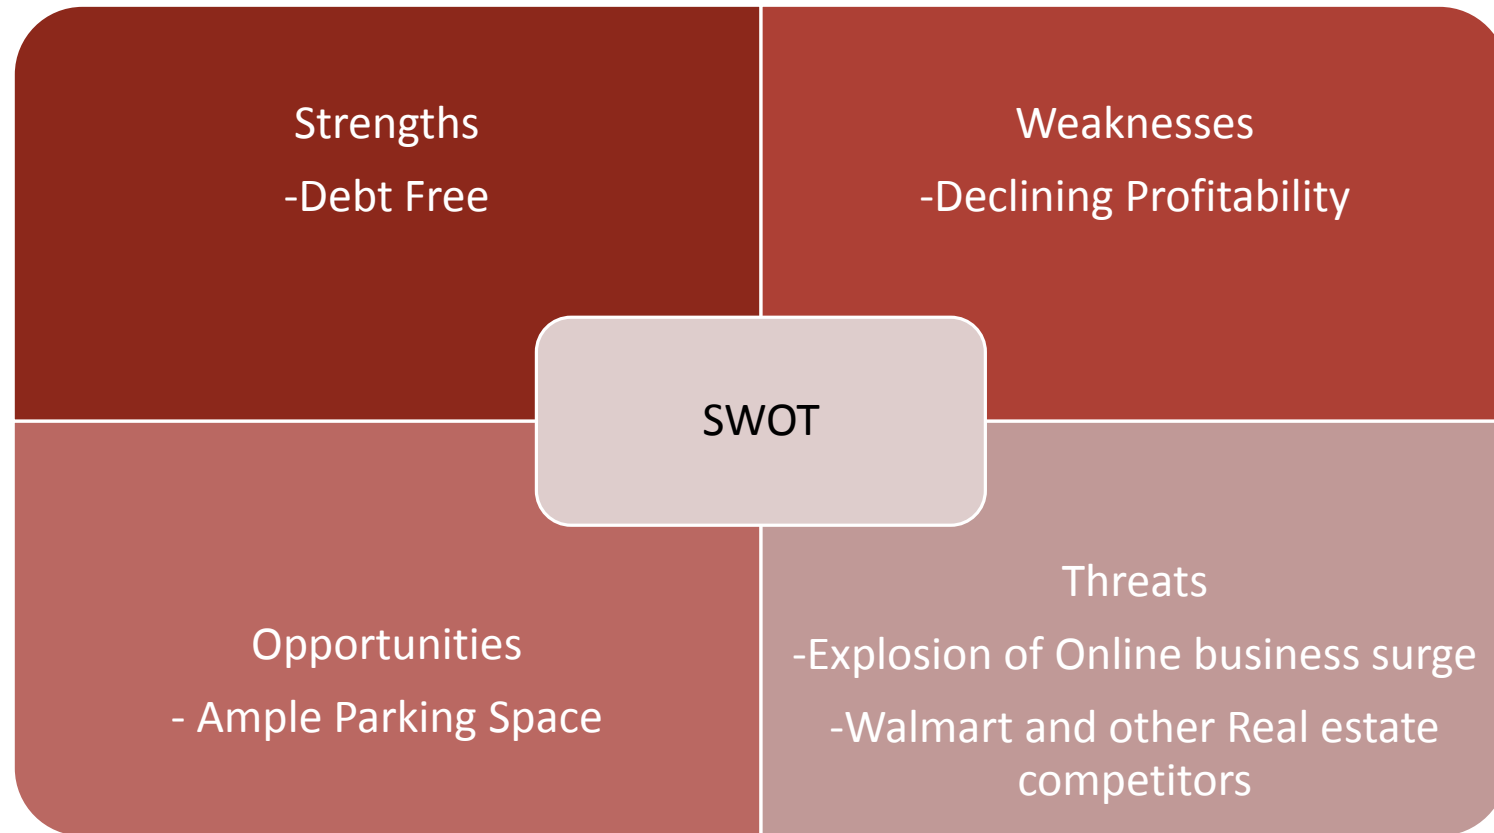 Strengths
-Debt Free
Weaknesses
-Declining Profitability
SWOT
Opportunities
- Ample Parking Space
Threats
-Explosion of Online business surge
-Walmart and other Real estate
competitors